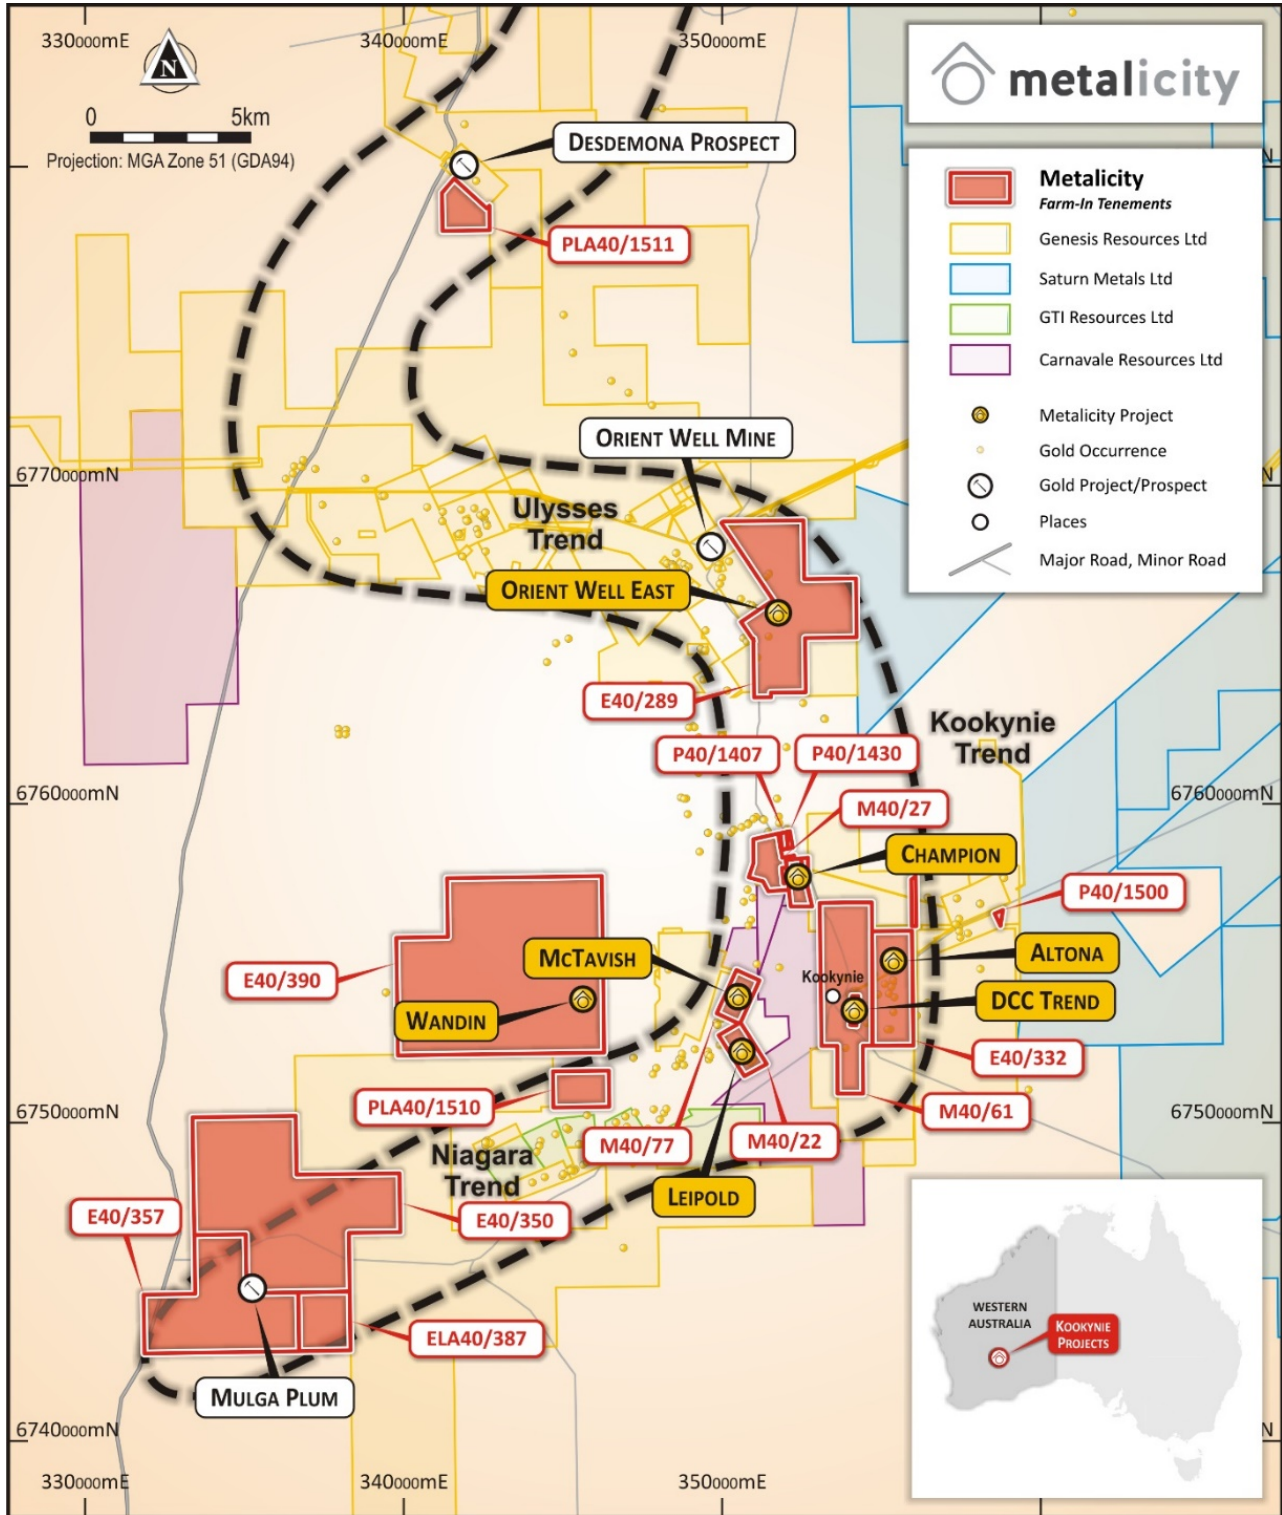 330000mE
340000mE
350000mE
N
0 5km
Projection: MGA Zone 51 (GDA94)
metalicity
Metalicity
Farm-In Tenements
Genesis Resources Ltd
Saturn Metals Ltd
GTI Resources Ltd
Carnavale Resources Ltd
Metalicity Project
Gold Occurrence
Gold Project/Prospect
Places
Major Road, Minor Road
DESDEMONA PROSPECT
PLA40/1511
ORIENT WELL MINE
6770000mN
Ulysses
Trend
ORIENT WELL EAST
E40/289
Kookynie
Trend
P40/1407
P40/1430
6760000mN
6760000mN
M40/27
CHAMPION
P40/1500
E40/390
MCTAVISH
ALTONA
Kookynie
WANDIN
DCC TREND
E40/332
PLA40/1510
M40/61
6750000mN
6750000mN
M40/77
M40/22
Niagara
Trend
LEIPOLD
E40/357
E40/350
ELA40/387
MULGA PLUM
WESTERN
AUSTRALIA
KOOKYNIE
PROJECTS
6740000mN
N
330000mE
340000mE
350000mE